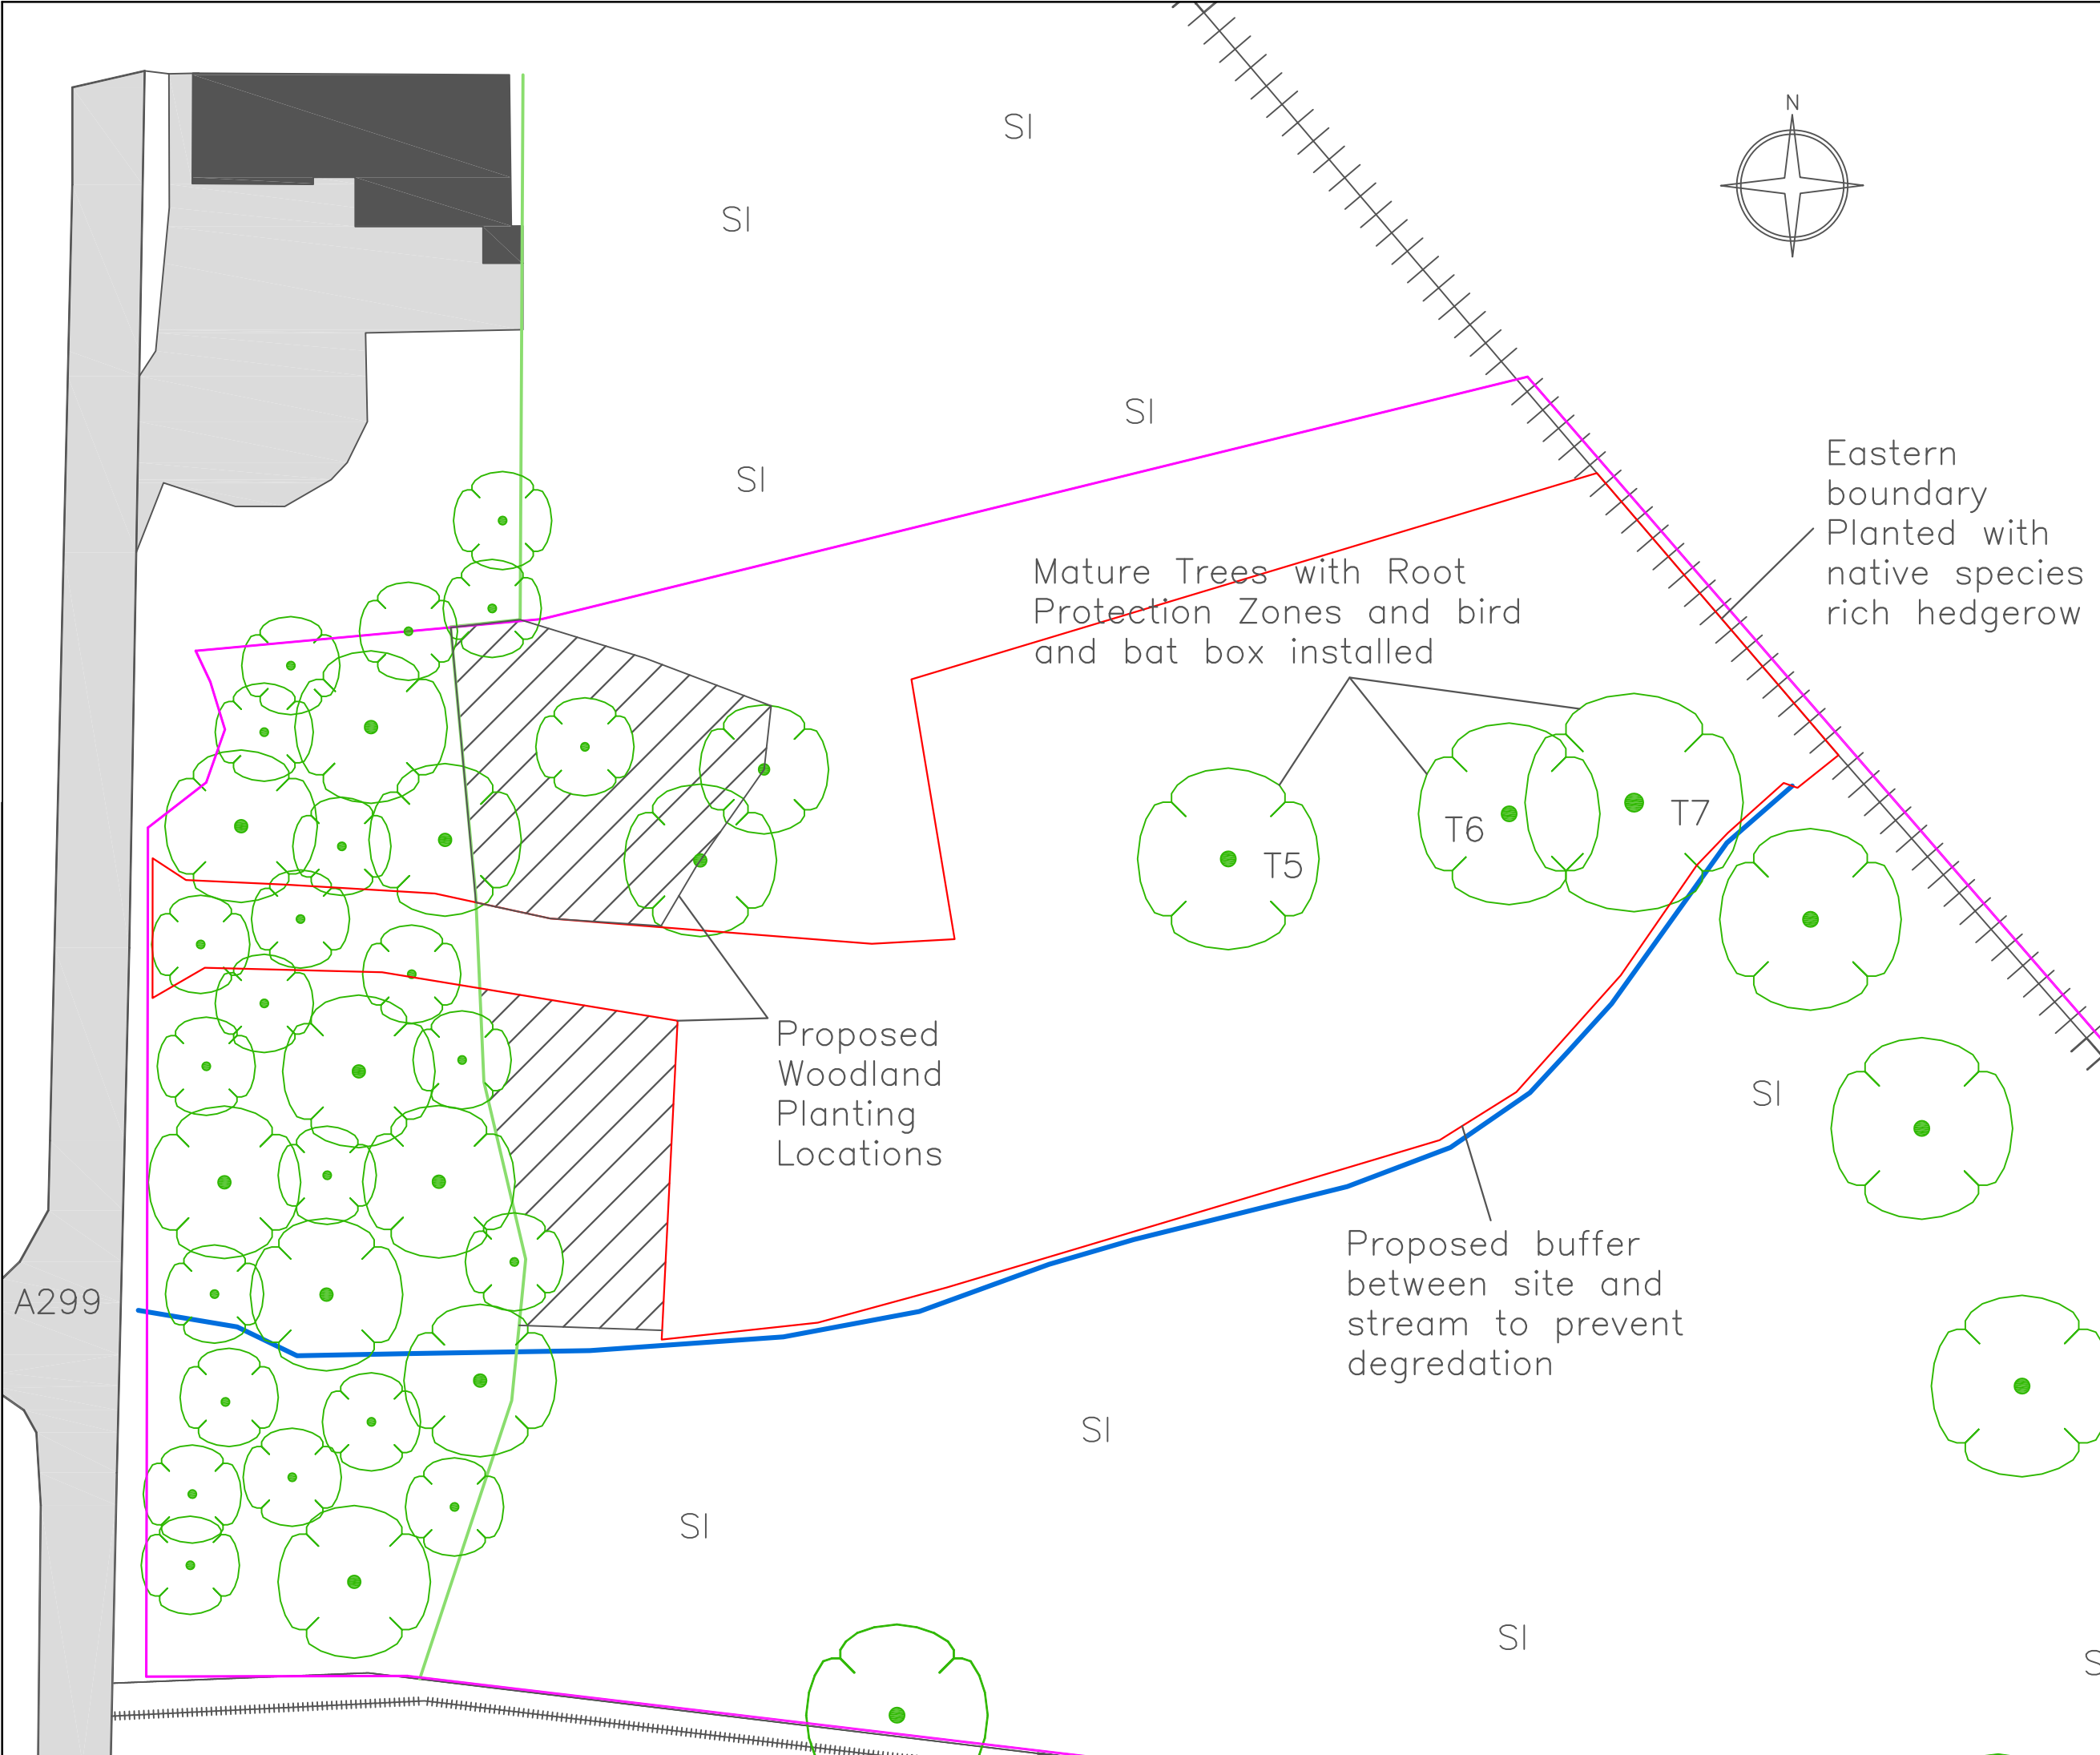 N
SI
SI
SI
SI
Eastern
boundary
Planted with
native species
rich hedgerow
Mature Trees with Root
Protection Zones and bird
and bat box installed
T5
T6
T7
Proposed
Woodland
Planting
Locations
SI
Proposed buffer
between site and
stream to prevent
degredation
A299
SI
SI
SI
S